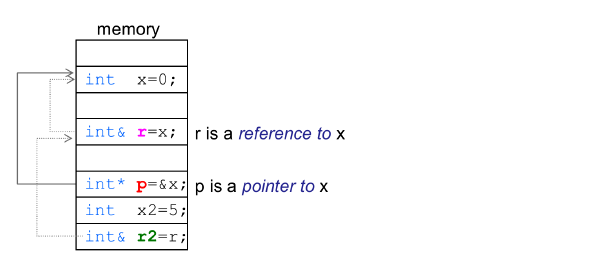 memory
int x=0;
int& r=x; r is a reference to x
int* p=&x; p is a pointer to x
int x2=5;
int& r2=r;